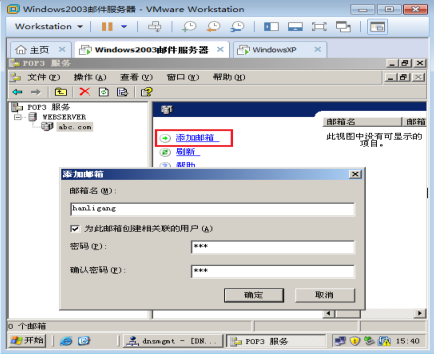 Windows2003邮件服务器 - VMware Workstation
Workstation
主页 × Windows2003邮件服务器 × WindowsXP ×
POP3 服务
文件(F) 操作(A) 查看(V) 窗口(W) 帮助(H)
POP3 服务
WEBSERVER
abc.com
邮箱名 邮箱
添加邮箱
此视图中没有可显示的
项目。
刷新
帮助
添加邮箱
邮箱名(M):
hanligang
为此邮箱创建相关联的用户(A)
密码(P): ***
确认密码(P): ***
确定 取消
0 个邮箱
开始 dnsmgmt - [DN... POP3 服务 15:40